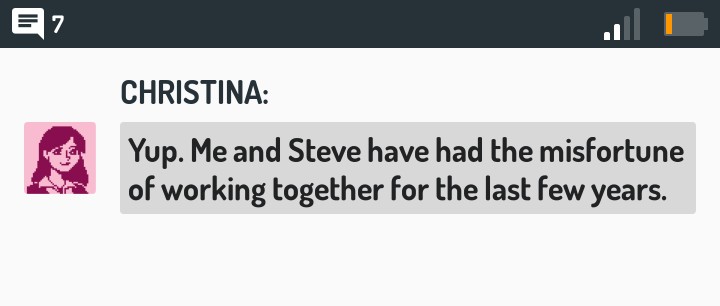 7
CHRISTINA:
Yup. Me and Steve have had the misfortune
of working together for the last few years.